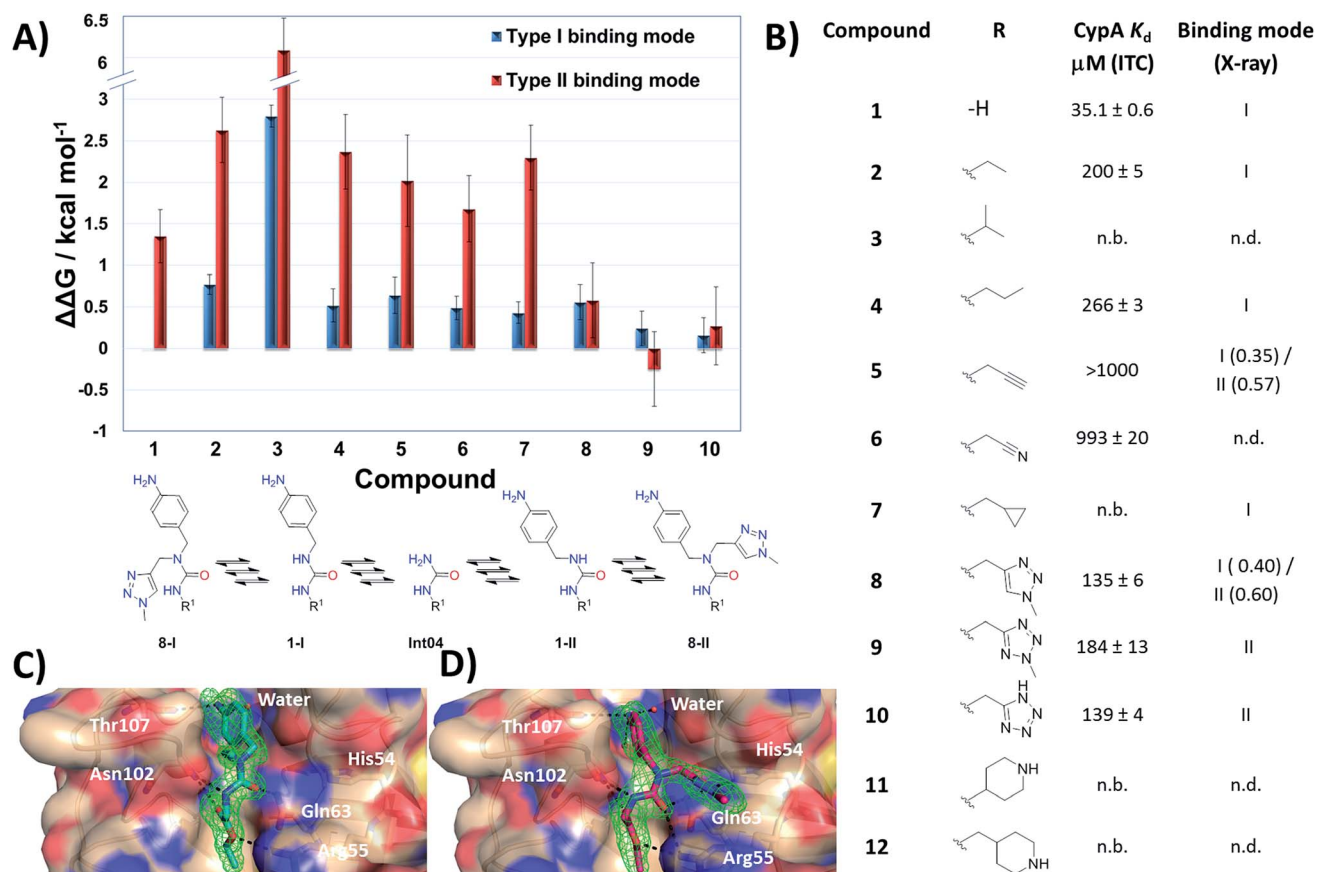 A)
ΔΔG / kcal mol⁻¹
6.5
6
3
2.5
2
1.5
1
0.5
0
-0.5
-1
Type I binding mode
Type II binding mode
1 2 3 4 5 6 7 8 9 10
Compound
H₂N H₂N H₂N H₂N
N NH H₂N NH N N N N
O O O O O
N N N N HN HN HN HN HN
R¹ R¹ R¹ R¹ R¹
8-I 1-I Int04 1-II 8-II
C)
Water
Thr107
Asn102
His54
Gln63
Arg55
D)
Water
Thr107
Asn102
His54
Gln63
Arg55
B)
Compound R CypA Kd Binding mode
μM (ITC) (X-ray)
1 -H 35.1 ± 0.6 I
2 200 ± 5 I
3 n.b. n.d.
4 266 ± 3 I
5 >1000 I (0.35) /
II (0.57)
6 N 993 ± 20 n.d.
7 n.b. I
8 N N N 135 ± 6 I ( 0.40) /
II (0.60)
9 N N N N 184 ± 13 II
10 H N N N N 139 ± 4 II
11 NH n.b. n.d.
12 NH n.b. n.d.